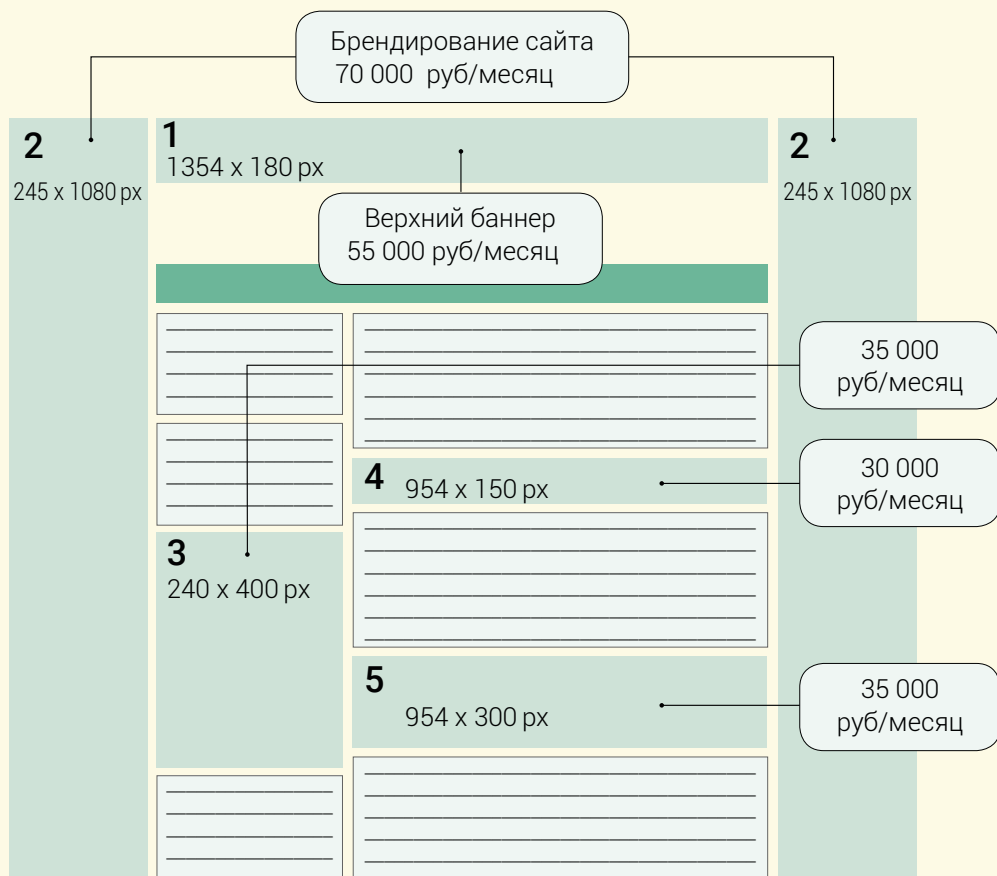 Брендирование сайта
70 000 руб/месяц
2
245 x 1080 px
1
1354 x 180 px
2
245 x 1080 px
Верхний баннер
55 000 руб/месяц
35 000
руб/месяц
4
954 x 150 px
30 000
руб/месяц
3
240 x 400 px
5
954 x 300 px
35 000
руб/месяц